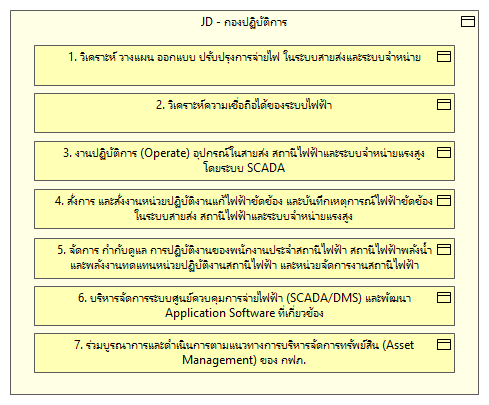 JD - กองปฏิบัติการ
1. วิเคราะห์ วางแผน ออกแบบ ปรับปรุงการจ่ายไฟ ในระบบสายส่งและระบบจำหน่าย
2. วิเคราะห์ความเชื่อถือได้ของระบบไฟฟ้า
3. งานปฏิบัติการ (Operate) อุปกรณ์ในสายส่ง สถานีไฟฟ้าและระบบจำหน่ายแรงสูง
โดยระบบ SCADA
4. สั่งการ และสั่งงานหน่วยปฏิบัติงานแก้ไฟฟ้าขัดข้อง และบันทึกเหตุการณ์ไฟฟ้าขัดข้อง
ในระบบสายส่ง สถานีไฟฟ้าและระบบจำหน่ายแรงสูง
5. จัดการ กำกับดูแล การปฏิบัติงานของพนักงานประจำสถานีไฟฟ้า สถานีไฟฟ้าพลังน้ำ
และพลังงานทดแทนหน่วยปฏิบัติงานสถานีไฟฟ้า และหน่วยจัดการงานสถานีไฟฟ้า
6. บริหารจัดการระบบศูนย์ควบคุมการจ่ายไฟฟ้า (SCADA/DMS) และพัฒนา
Application Software ที่เกี่ยวข้อง
7. ร่วมบูรณาการและดำเนินการตามแนวทางการบริหารจัดการทรัพย์สิน (Asset
Management) ของ กฟภ.